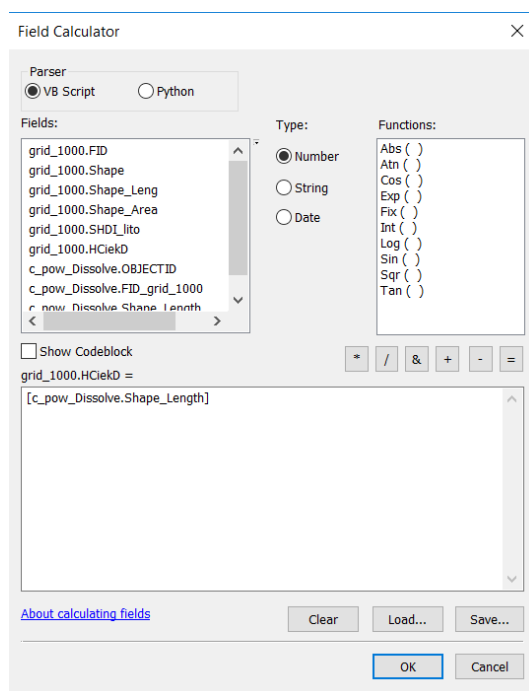 Field Calculator
Parser
VB Script Python
Fields:
Type:
Functions:
grid_1000.FID
grid_1000.Shape
grid_1000.Shape_Leng
grid_1000.Shape_Area
grid_1000.SHDI_lito
grid_1000.HCiekD
c_pow_Dissolve.OBJECTID
c_pow_Dissolve.FID_grid_1000
c_pow_Dissolve.Shape_Length
Number
String
Date
Abs ( )
Atn ( )
Cos ( )
Exp ( )
Fix ( )
Int ( )
Log ( )
Sin ( )
Sqr ( )
Tan ( )
Show Codeblock
* / & + - =
grid_1000.HCiekD =
[c_pow_Dissolve.Shape_Length]
About calculating fields
Clear Load... Save...
OK Cancel